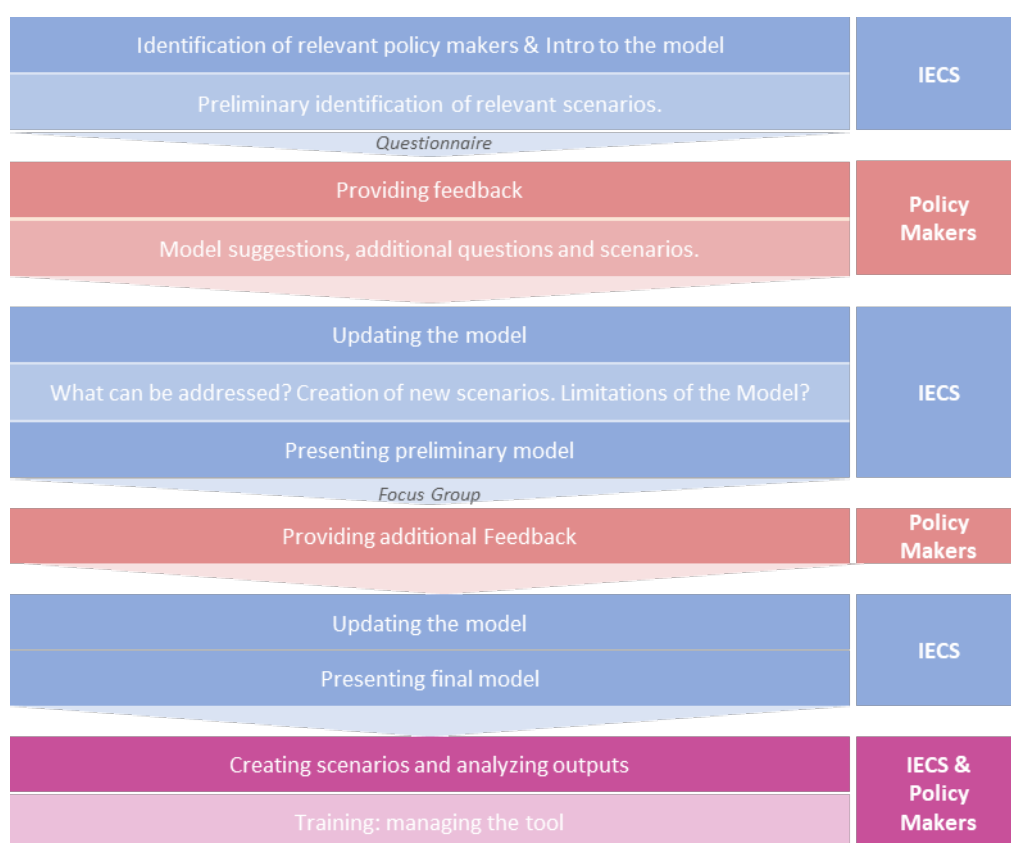 Identification of relevant policy makers & Intro to the model
IECS
Preliminary identification of relevant scenarios.
Questionnaire
Providing feedback
Policy
Makers
Model suggestions, additional questions and scenarios.
Updating the model
What can be addressed? Creation of new scenarios. Limitations of the Model?
IECS
Presenting preliminary model
Focus Group
Providing additional Feedback
Policy
Makers
Updating the model
IECS
Presenting final model
Creating scenarios and analyzing outputs
IECS &
Policy
Makers
Training: managing the tool